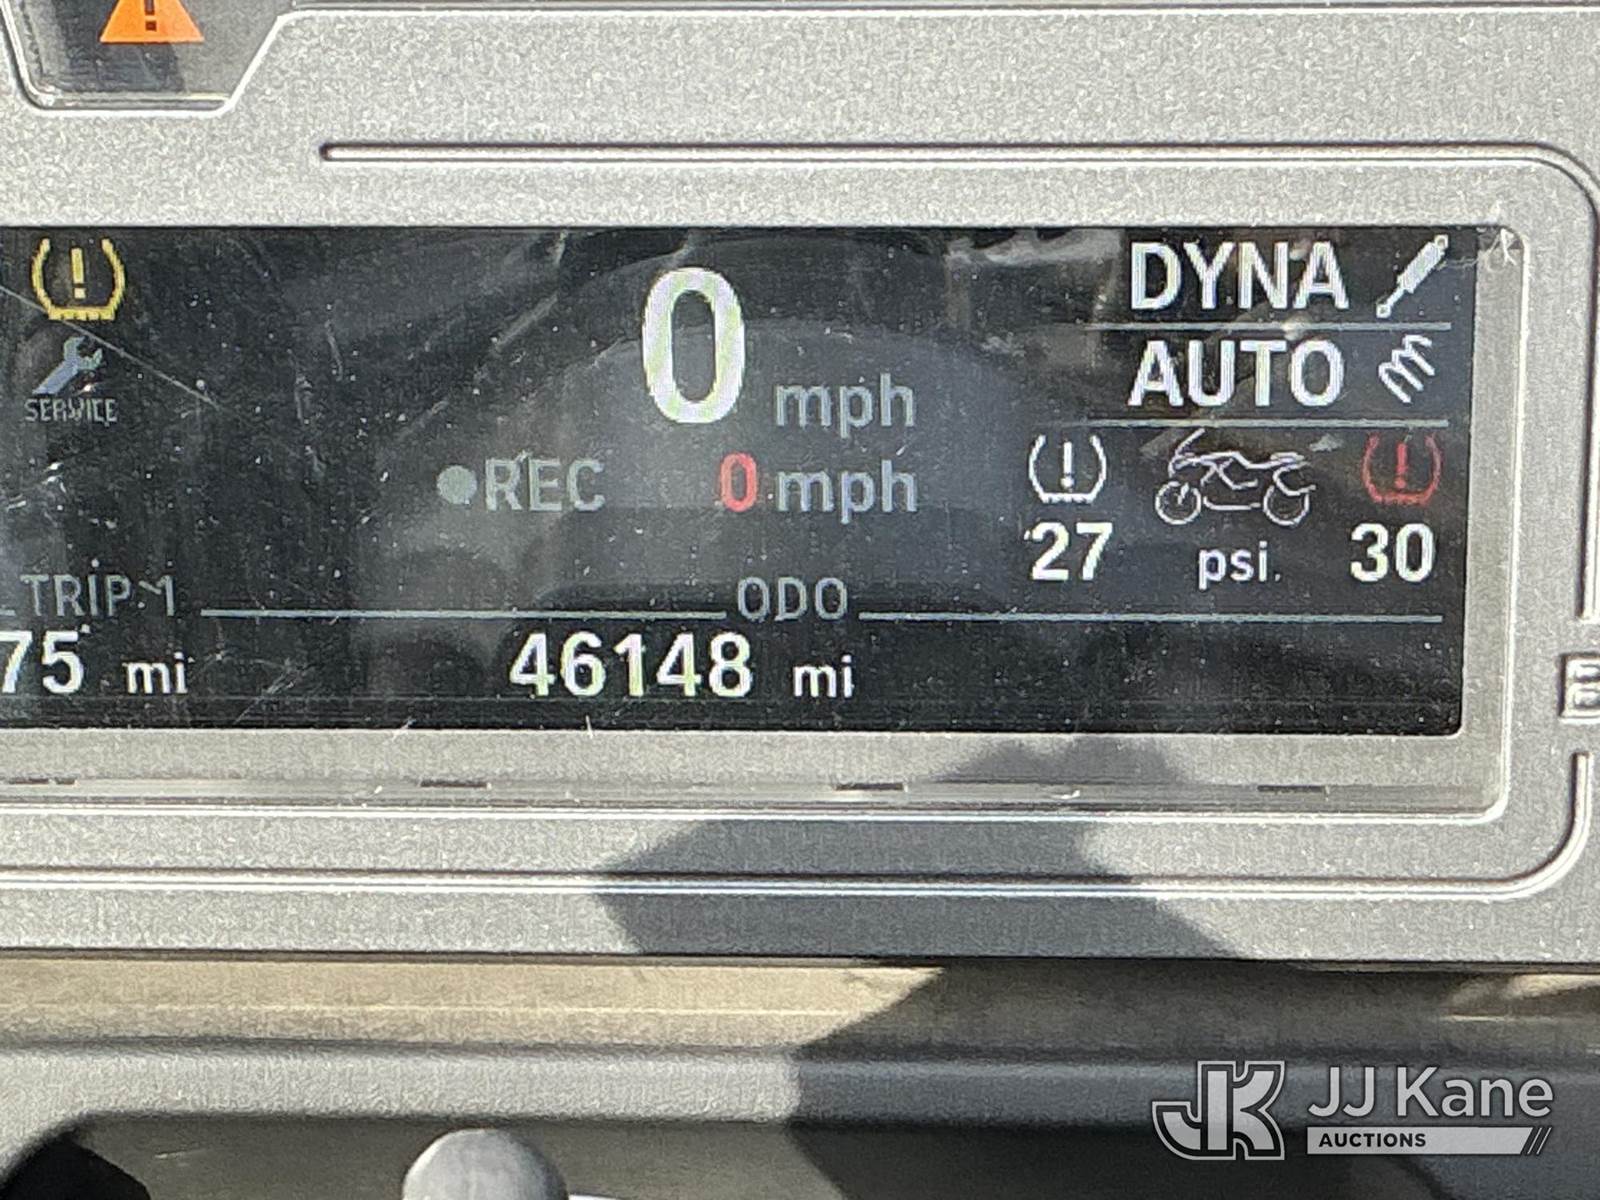 DYNA
0 mph
AUTO
SERVICE
REC 0 mph
27 psi 30
TRIP 1
ODO
75 mi
46148 mi
JK JJ Kane
AUCTIONS